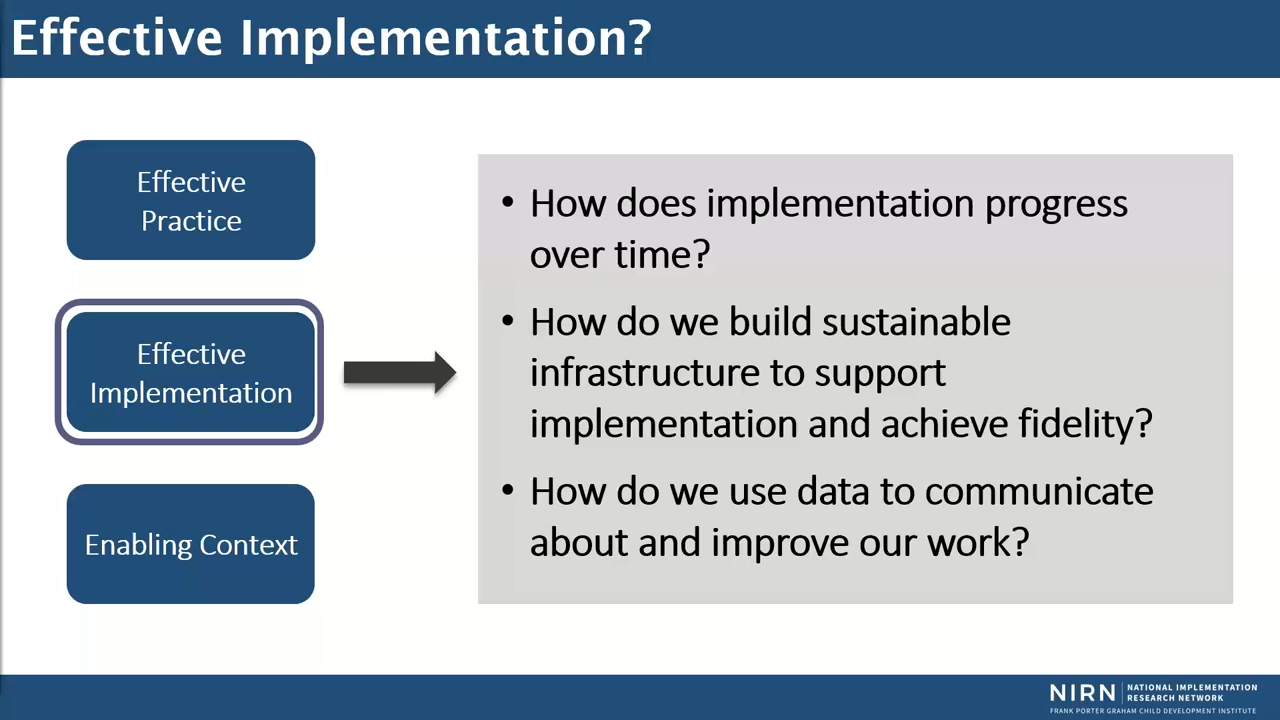 Effective Implementation?
Effective
Practice
Effective
Implementation
Enabling Context
• How does implementation progress
over time?
• How do we build sustainable
infrastructure to support
implementation and achieve fidelity?
• How do we use data to communicate
about and improve our work?
NIRN
NATIONAL IMPLEMENTATION
RESEARCH NETWORK
FRANK PORTER GRAHAM CHILD DEVELOPMENT INSTITUTE